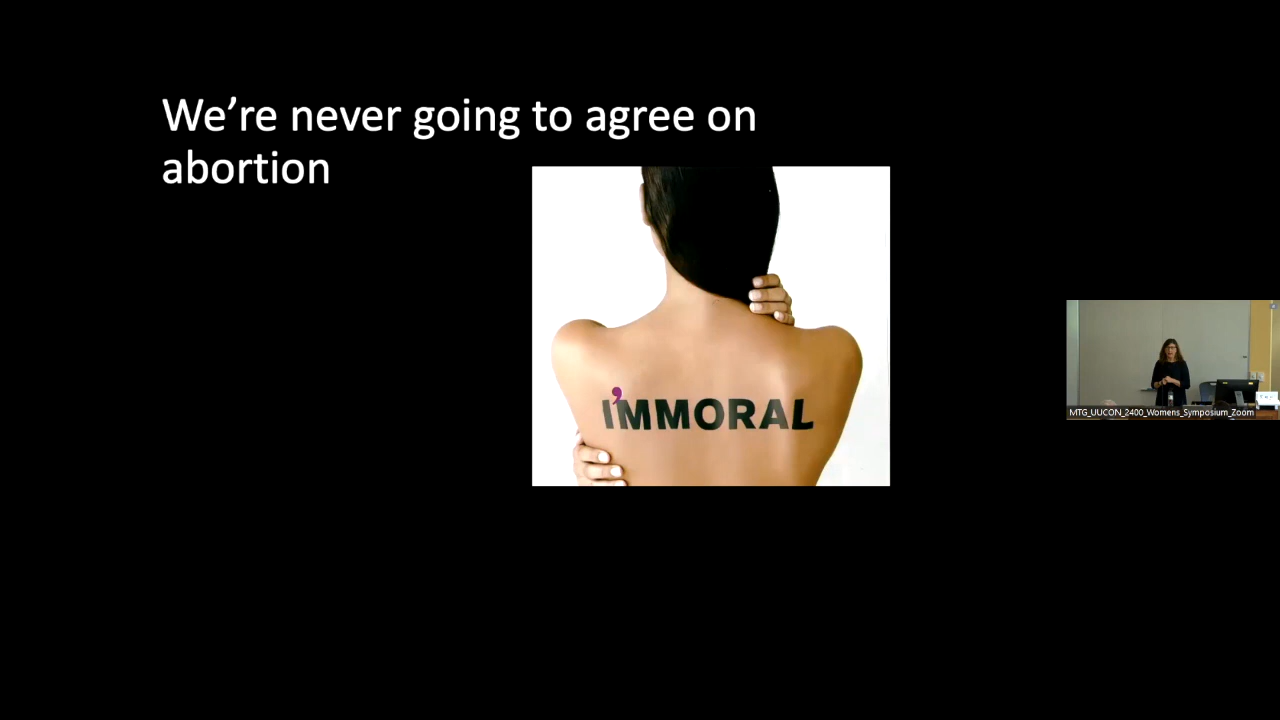 We’re never going to agree on
abortion
I’MMORAL
MTG_UUCON_2400_Womens_Symposium_Zoom